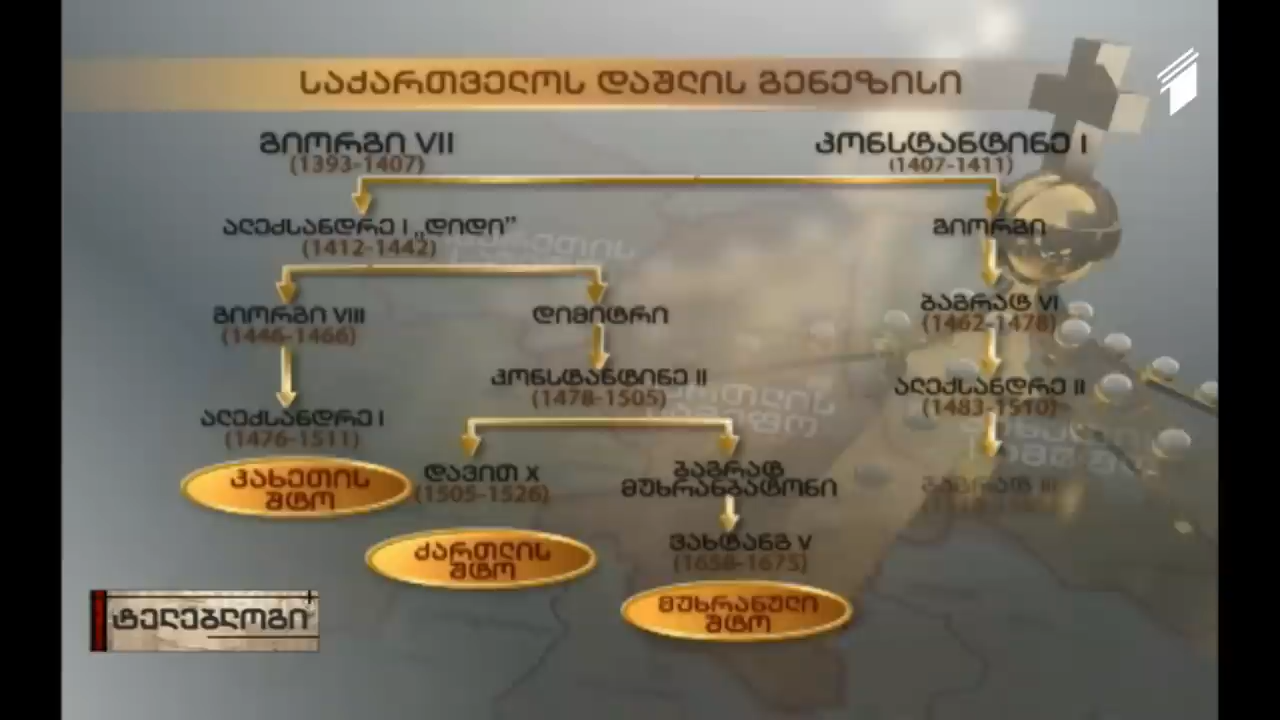 საქართველოს დაშლის გენეზისი
გიორგი VII
(1393-1407)
კონსტანტინე I
(1407-1411)
ალექსანდრე I „დიდი”
(1412-1442)
გიორგი
გიორგი VIII
(1446-1466)
დიმიტრი
ბაგრატ VI
(1462-1478)
კონსტანტინე II
(1478-1505)
ალექსანდრე II
(1483-1510)
ალექსანდრე I
(1476-1511)
კახეთის
შტო
დავით X
(1505-1526)
ბაგრატ
მუხრანბატონი
ბაგრატ III
ქართლის
შტო
ვახტანგ V
(1658-1675)
მუხრანული
შტო
ტელებლოგი